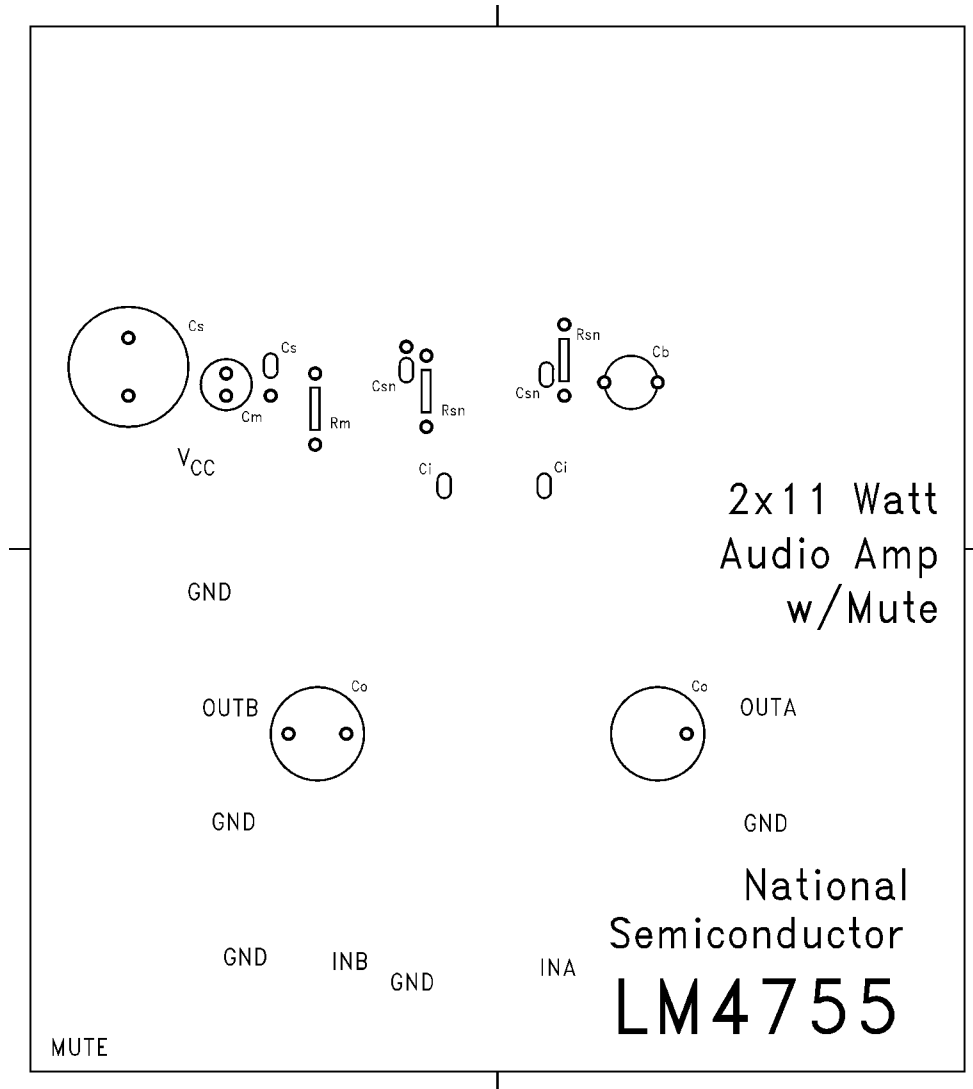 Cs
Cs
Cm
Rm
Csn
Rsn
Rsn
Csn
Cb
VCC
Ci
Ci
2x11 Watt
Audio Amp
w/Mute
GND
OUTB
Co
Co
OUTA
GND
GND
National
Semiconductor
LM4755
GND
INB
GND
INA
MUTE